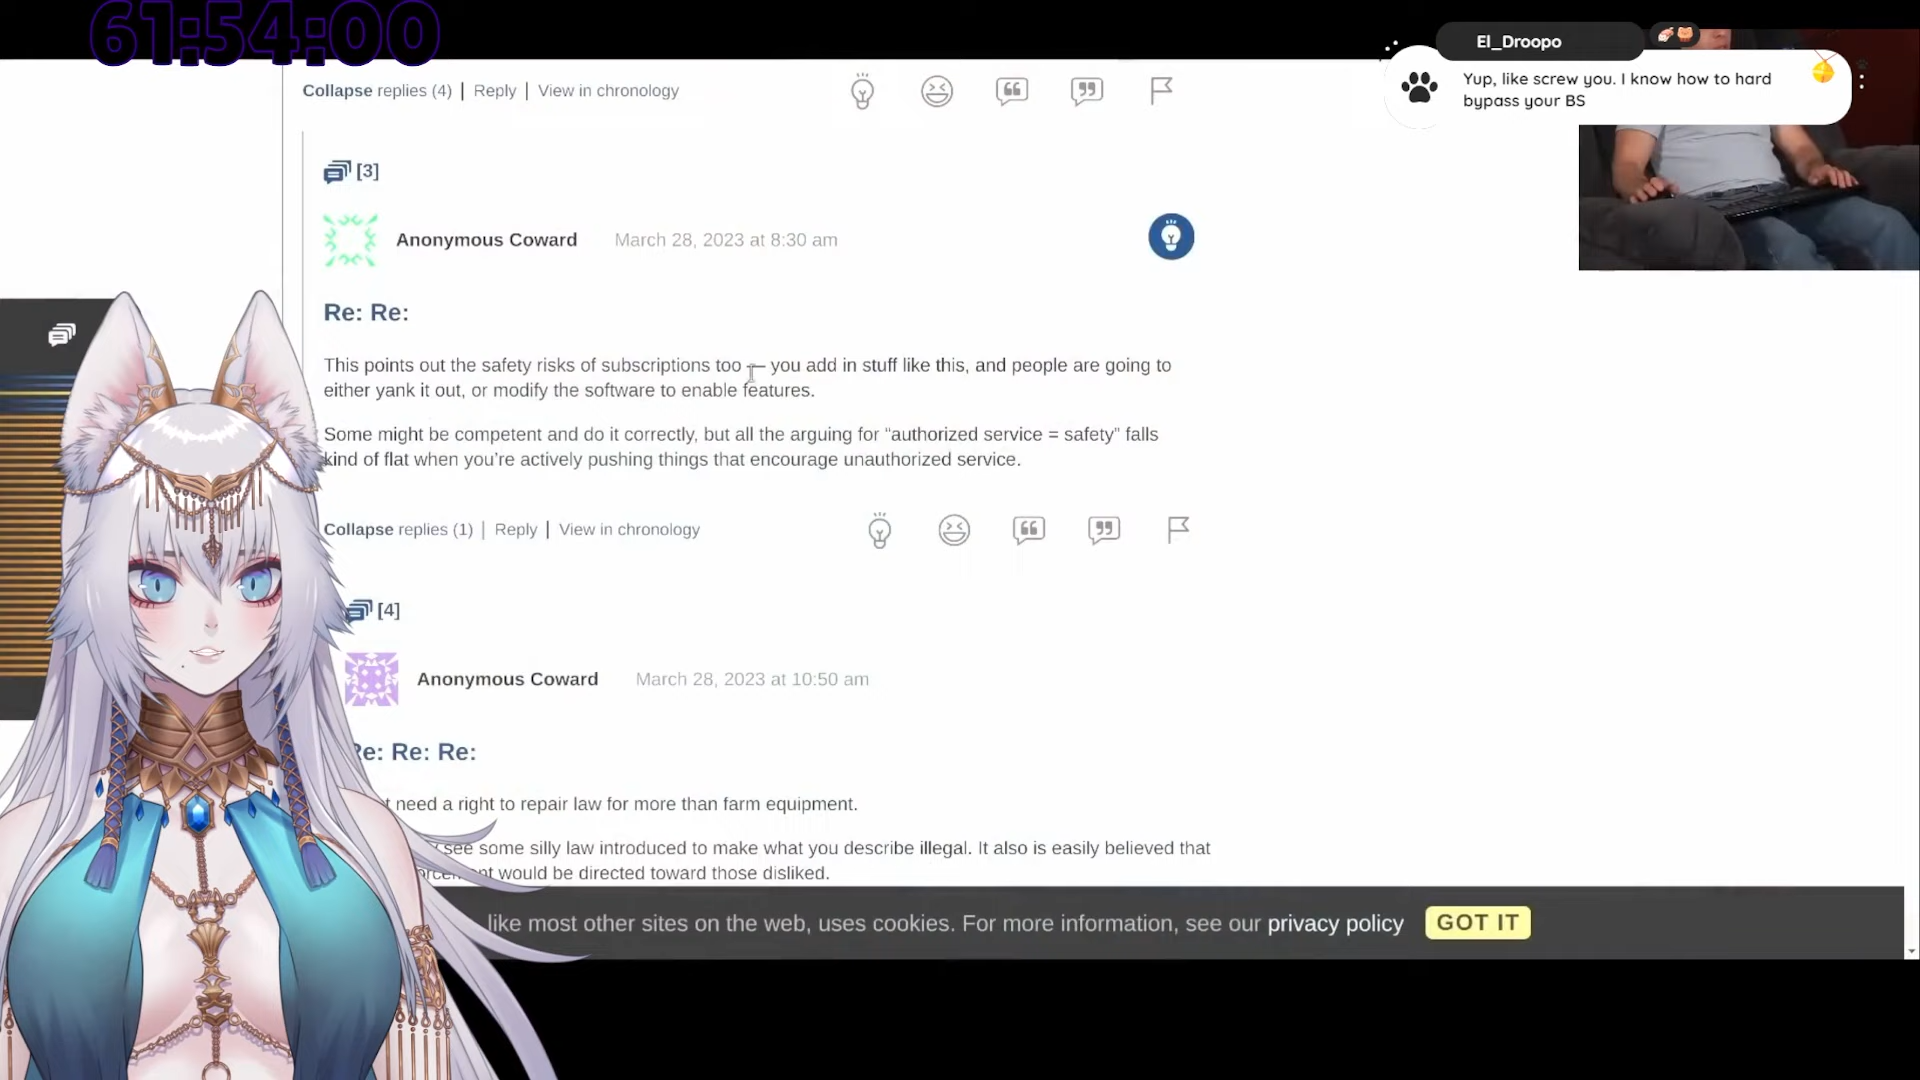 61:54:00
El_Droopo
Yup, like screw you. I know how to hard
bypass your BS
Collapse replies (4) | Reply | View in chronology
[3]
Anonymous Coward March 28, 2023 at 8:30 am
Re: Re:
This points out the safety risks of subscriptions too — you add in stuff like this, and people are going to
either yank it out, or modify the software to enable features.
Some might be competent and do it correctly, but all the arguing for “authorized service = safety” falls
kind of flat when you’re actively pushing things that encourage unauthorized service.
Collapse replies (1) | Reply | View in chronology
[4]
Anonymous Coward March 28, 2023 at 10:50 am
Re: Re: Re:
need a right to repair law for more than farm equipment.
see some silly law introduced to make what you describe illegal. It also is easily believed that
would be directed toward those disliked.
like most other sites on the web, uses cookies. For more information, see our privacy policy GOT IT